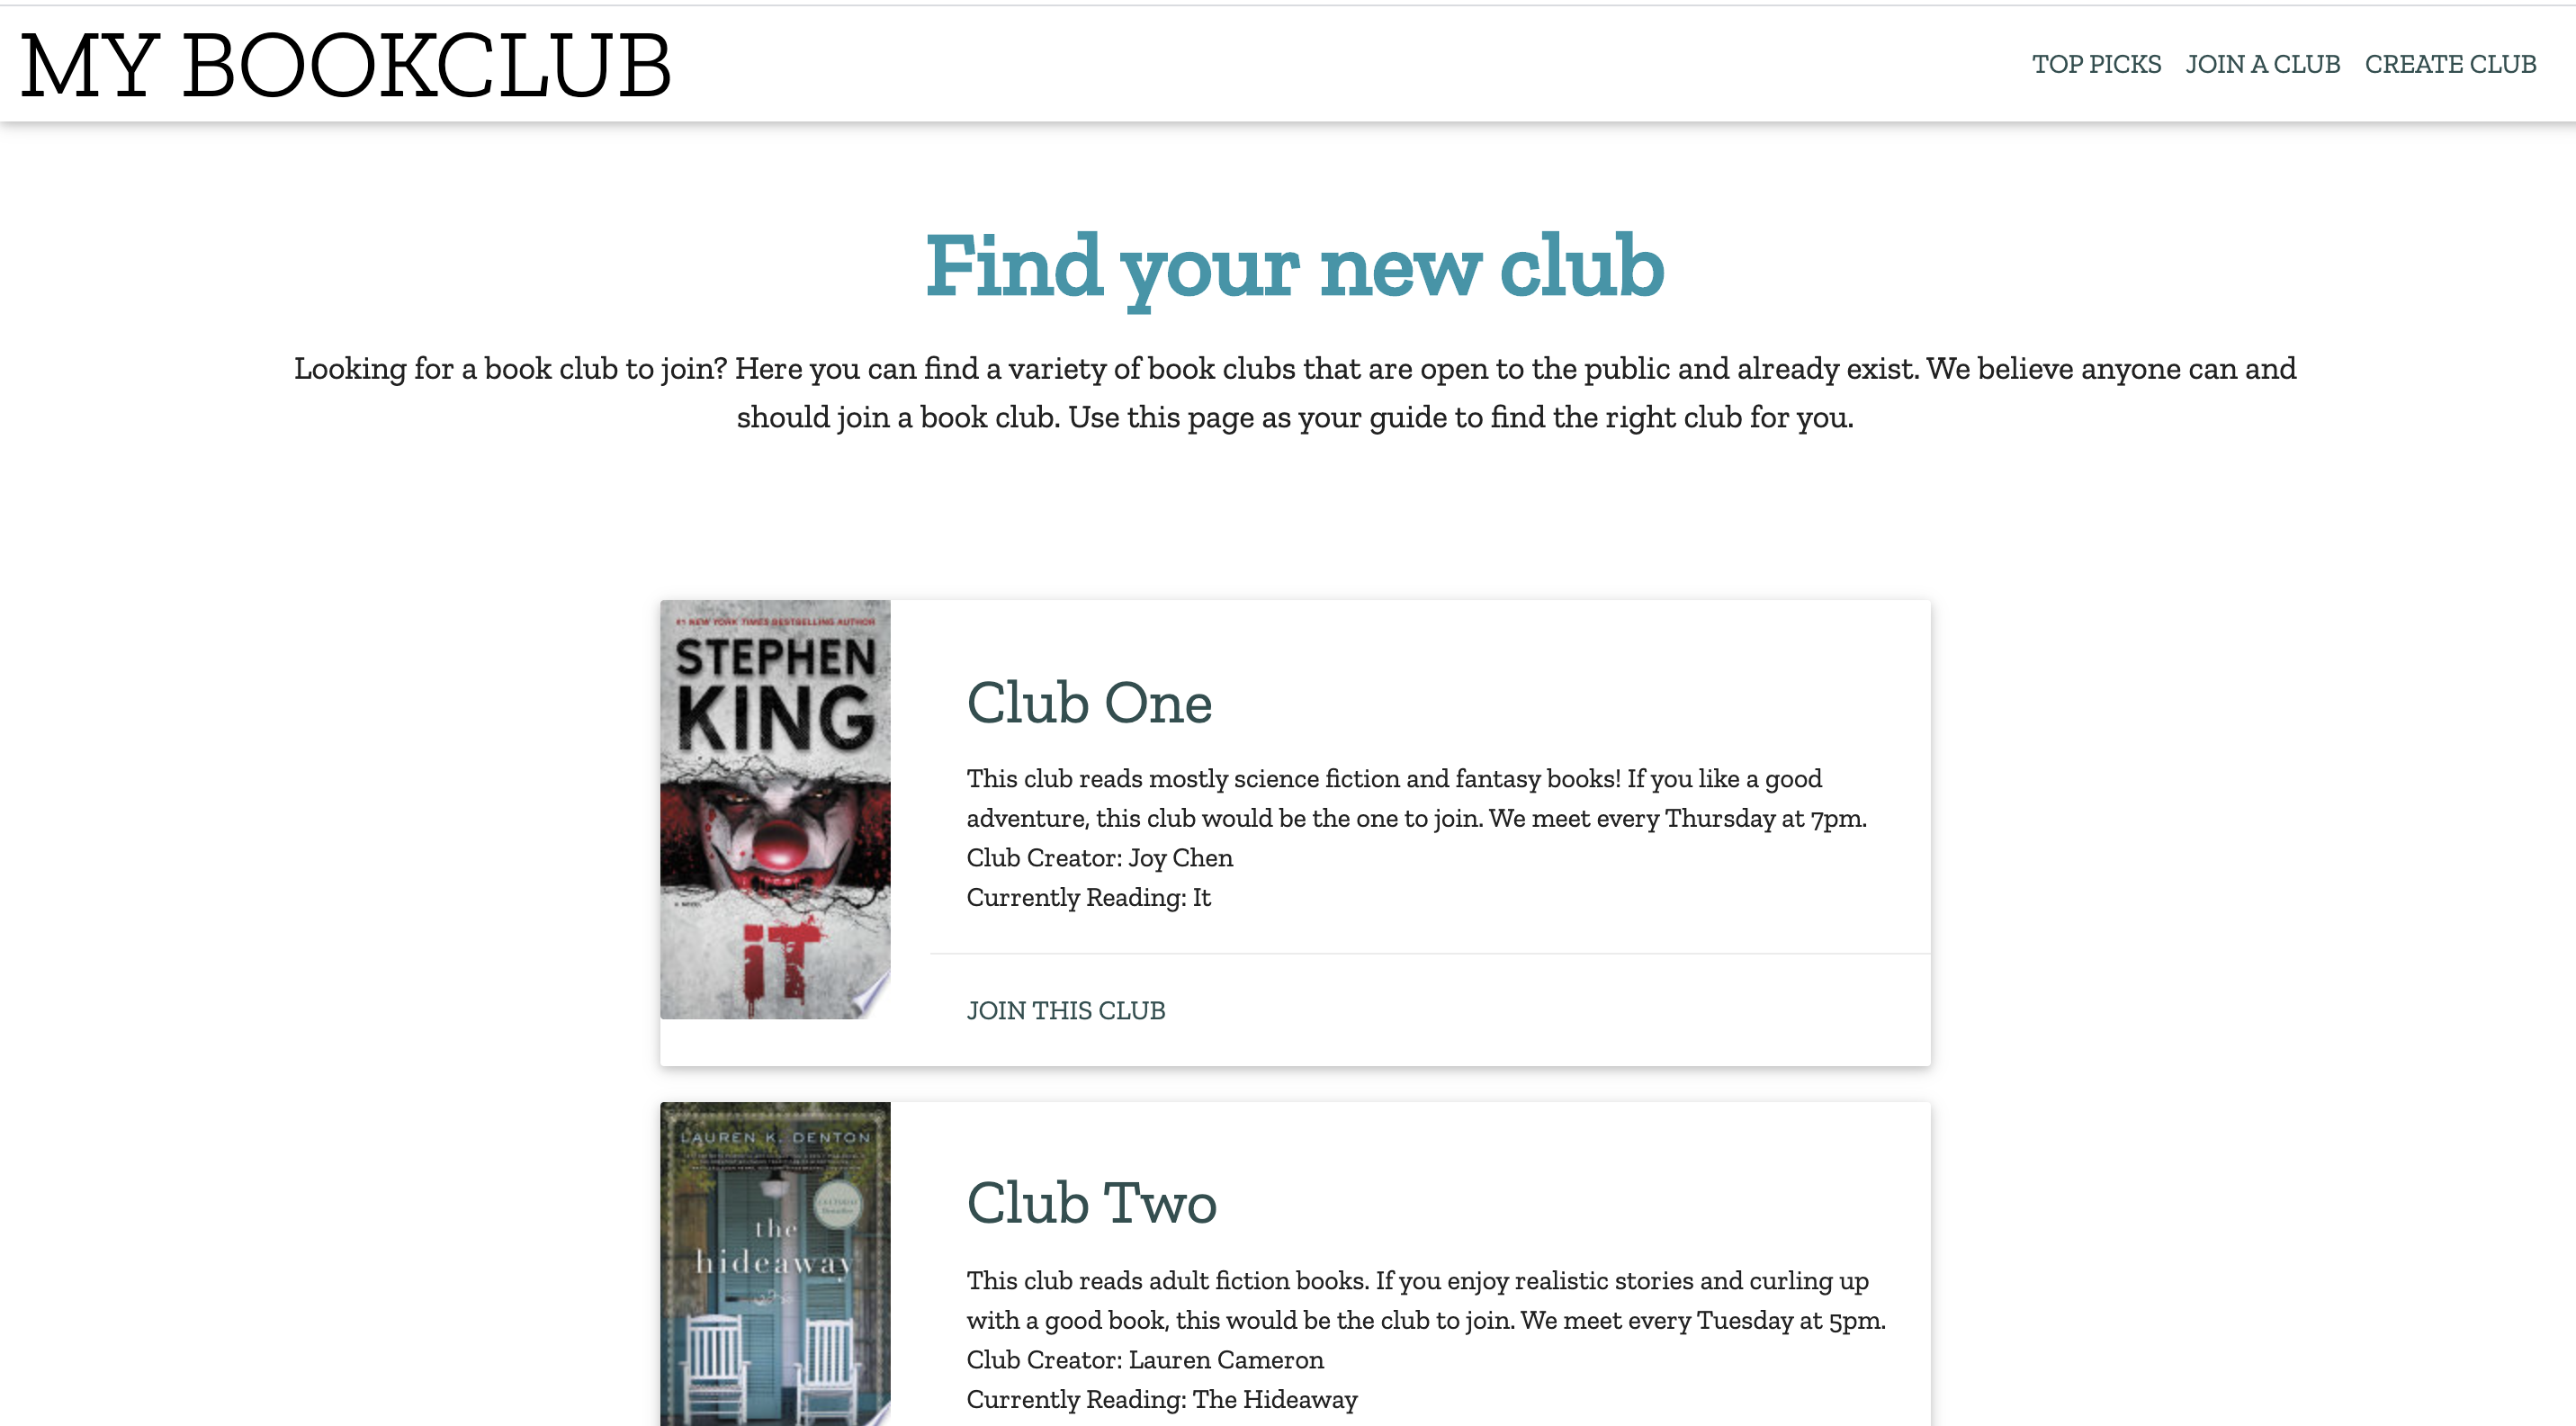 MY BOOKCLUB
TOP PICKS JOIN A CLUB CREATE CLUB
Find your new club
Looking for a book club to join? Here you can find a variety of book clubs that are open to the public and already exist. We believe anyone can and
should join a book club. Use this page as your guide to find the right club for you.
#1 NEW YORK TIMES BESTSELLING AUTHOR
STEPHEN
KING
A NOVEL
iT
Club One
This club reads mostly science fiction and fantasy books! If you like a good
adventure, this club would be the one to join. We meet every Thursday at 7pm.
Club Creator: Joy Chen
Currently Reading: It
JOIN THIS CLUB
LAUREN K. DENTON
the
hideaway
Club Two
This club reads adult fiction books. If you enjoy realistic stories and curling up
with a good book, this would be the club to join. We meet every Tuesday at 5pm.
Club Creator: Lauren Cameron
Currently Reading: The Hideaway